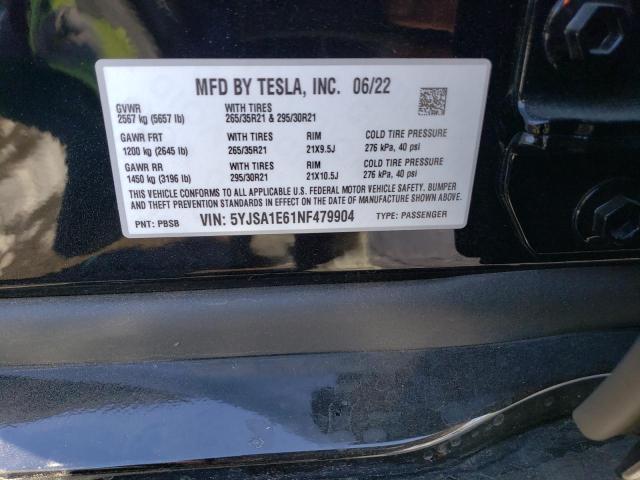 MFD BY TESLA, INC. 06/22
GVWR WITH TIRES
2567 kg (5657 lb) 265/35R21 & 295/30R21
GAWR FRT WITH TIRES RIM COLD TIRE PRESSURE
1200 kg (2645 lb) 265/35R21 21X9.5J 276 kPa, 40 psi
GAWR RR WITH TIRES RIM COLD TIRE PRESSURE
1450 kg (3196 lb) 295/30R21 21X10.5J 276 kPa, 40 psi
THIS VEHICLE CONFORMS TO ALL APPLICABLE U.S. FEDERAL MOTOR VEHICLE SAFETY, BUMPER
AND THEFT PREVENTION STANDARDS IN EFFECT ON THE DATE OF MANUFACTURE SHOWN ABOVE.
PNT: PBSB VIN: 5YJSA1E61NF479904 TYPE: PASSENGER